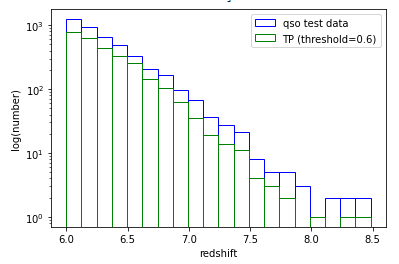 qso test data
TP (threshold=0.6)
log(number)
10³
10²
10¹
10⁰
6.0 6.5 7.0 7.5 8.0 8.5
redshift